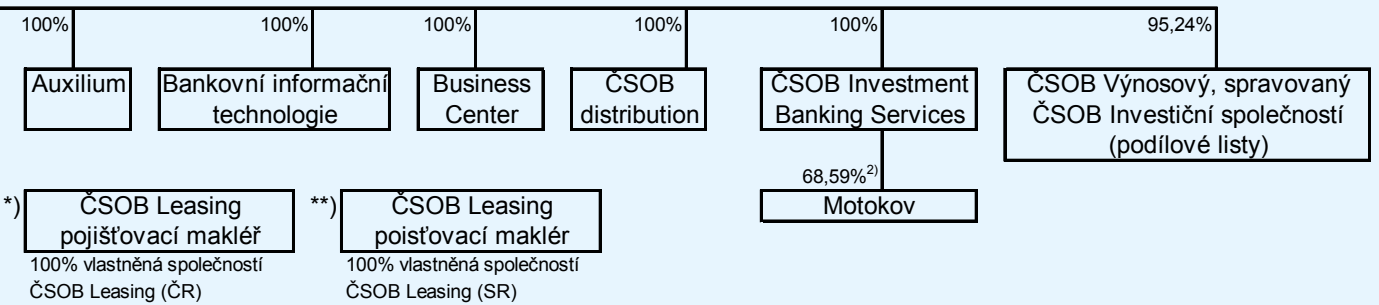 100% 100% 100% 100% 100% 95,24%
Auxilium
Bankovní informační
technologie
Business
Center
ČSOB
distribution
ČSOB Investment
Banking Services
ČSOB Výnosový, spravovaný
ČSOB Investiční společností
(podílové listy)
68,59%2)
Motokov
*) ČSOB Leasing
pojišťovací makléř
100% vlastněná společností
ČSOB Leasing (ČR)
**) ČSOB Leasing
poisťovací maklér
100% vlastněná společností
ČSOB Leasing (SR)